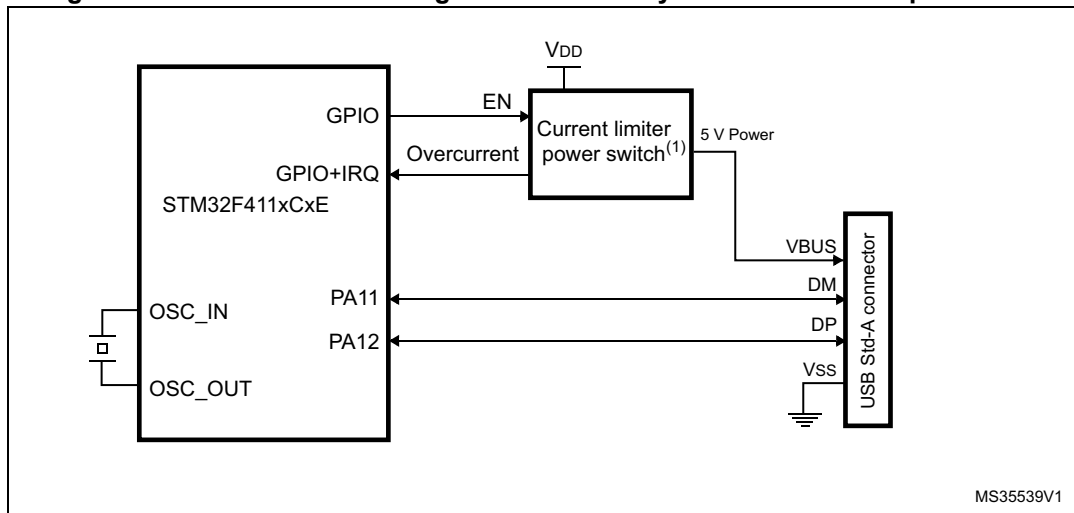 VDD
GPIO
EN
Current limiter
power switch(1)
5 V Power
Overcurrent
GPIO+IRQ
STM32F411xCxE
VBUS
DM
DP
VSS
USB Std-A connector
PA11
PA12
OSC_IN
OSC_OUT
MS35539V1